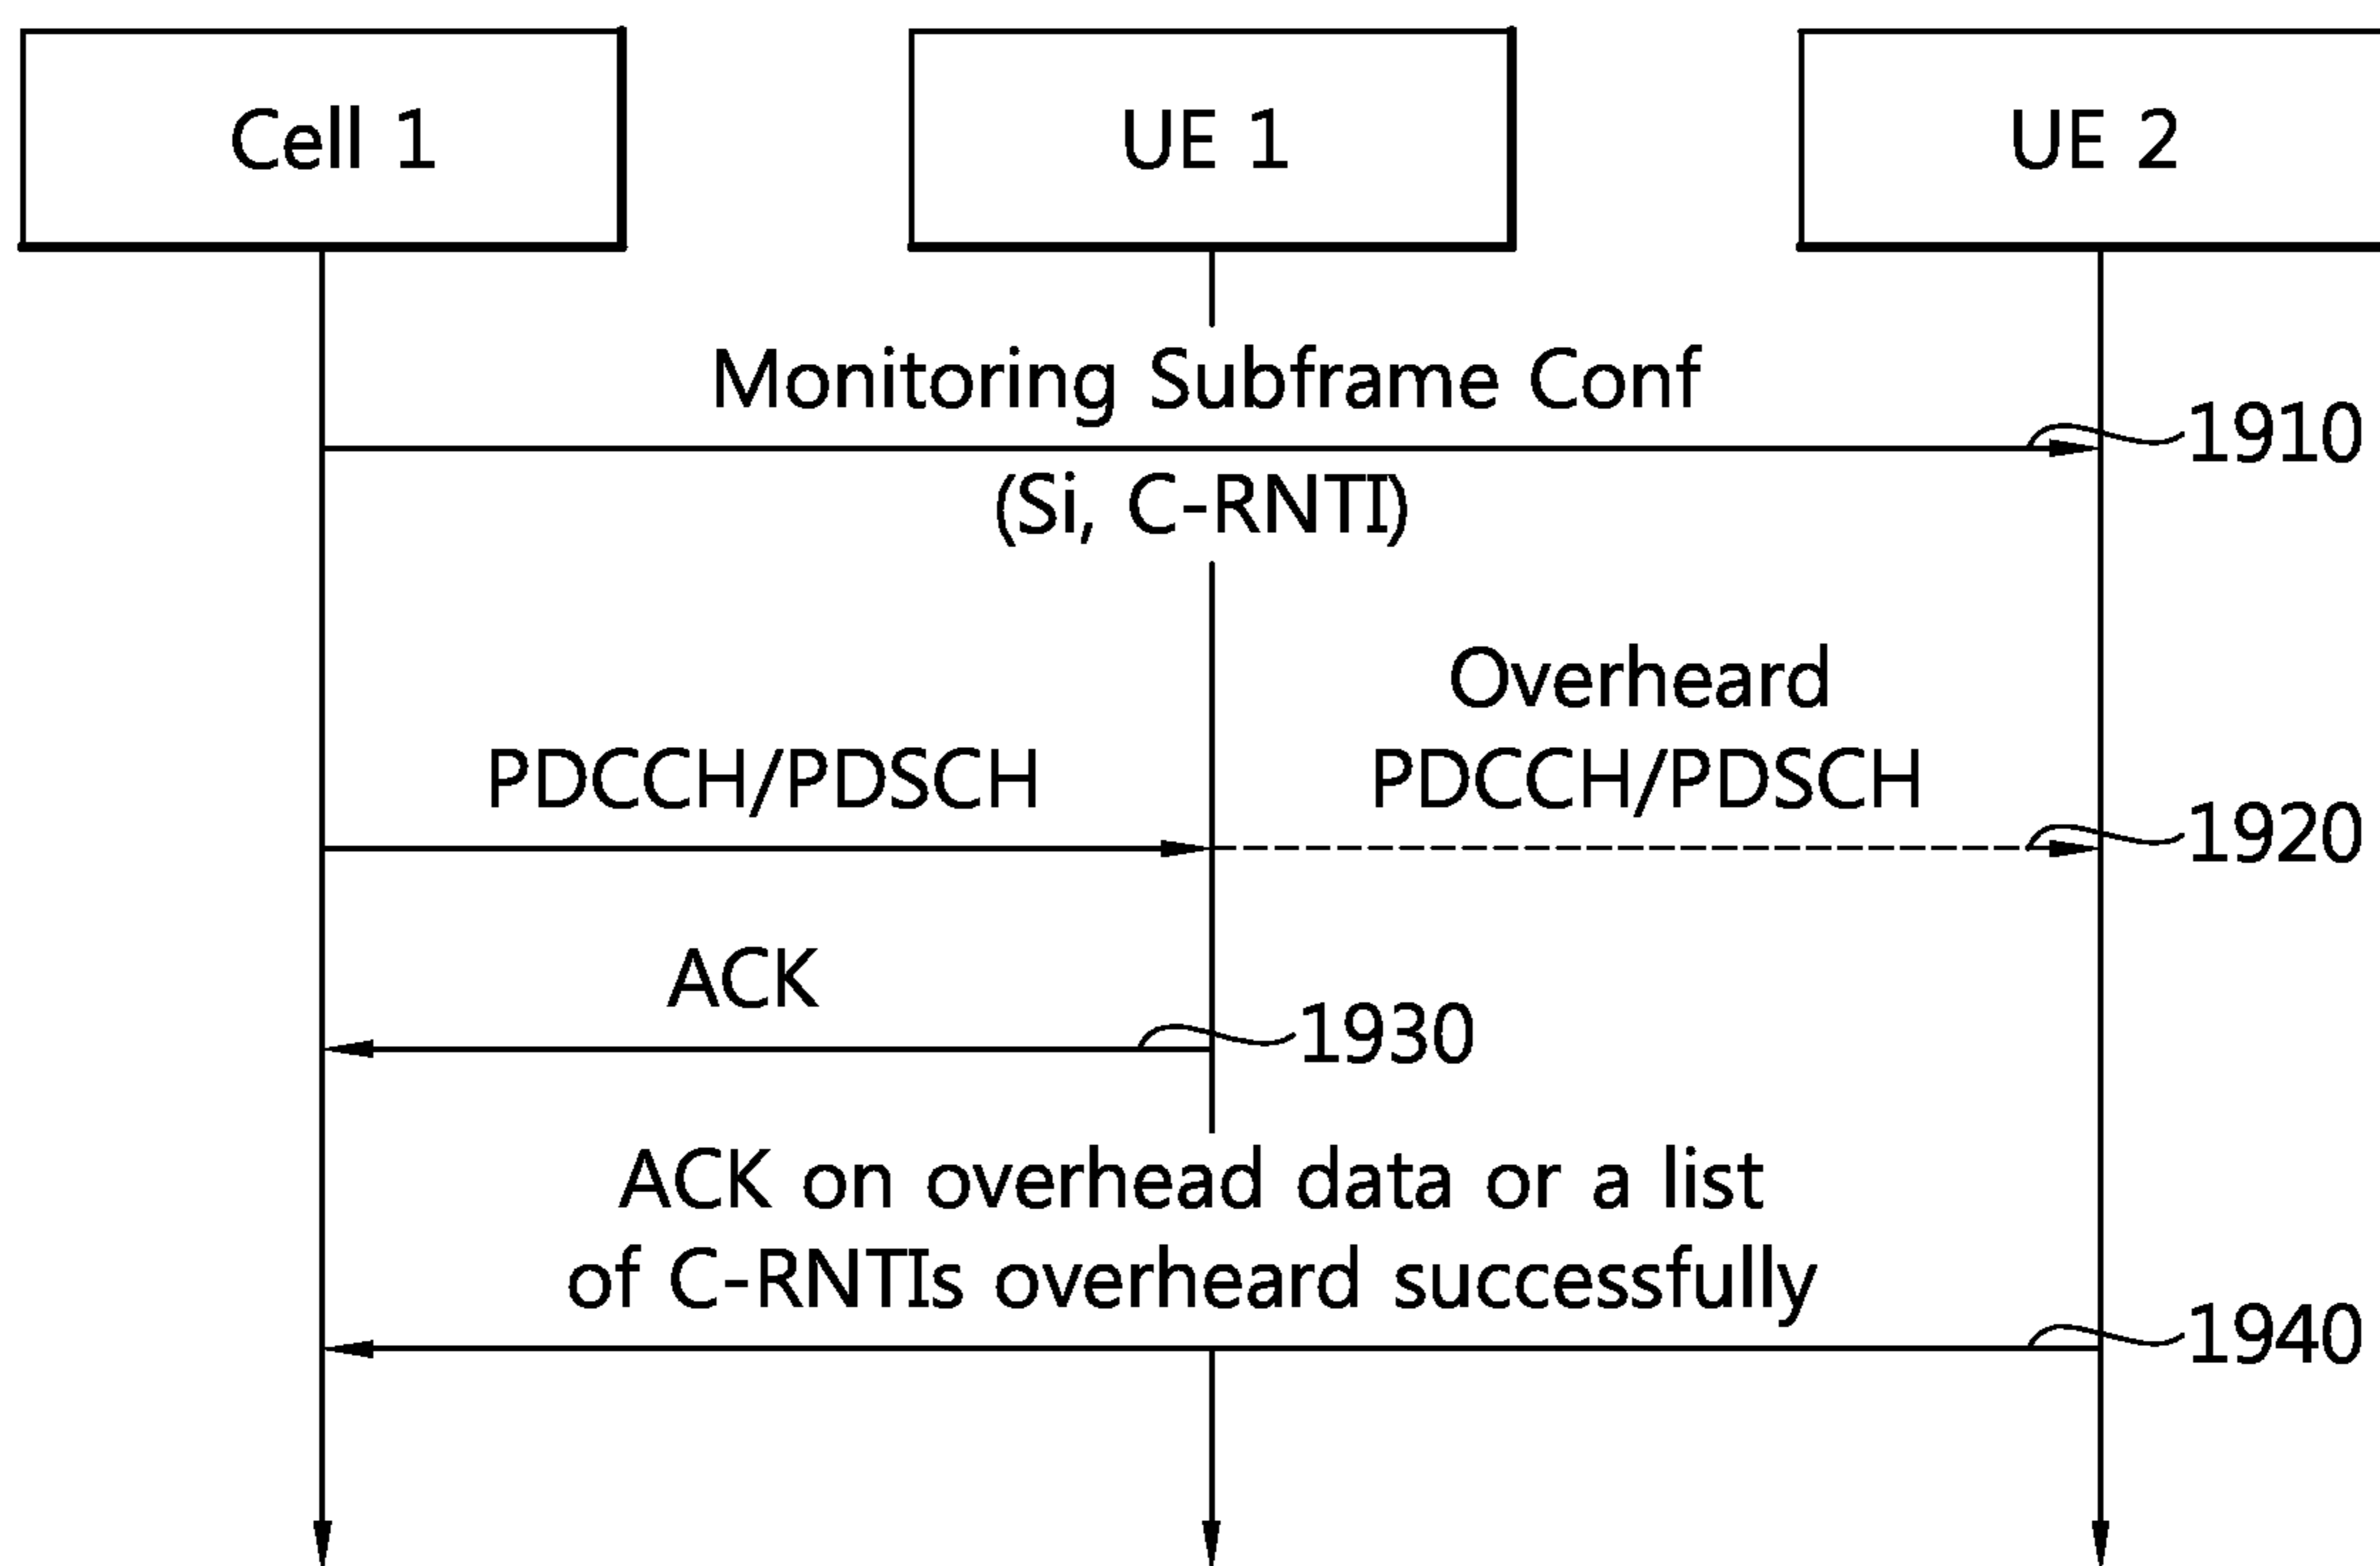 Cell 1
UE 1
UE 2
Monitoring Subframe Conf
1910
(Si, C-RNTI)
Overheard
PDCCH/PDSCH
PDCCH/PDSCH
1920
ACK
1930
ACK on overhead data or a list
of C-RNTIs overheard successfully
1940